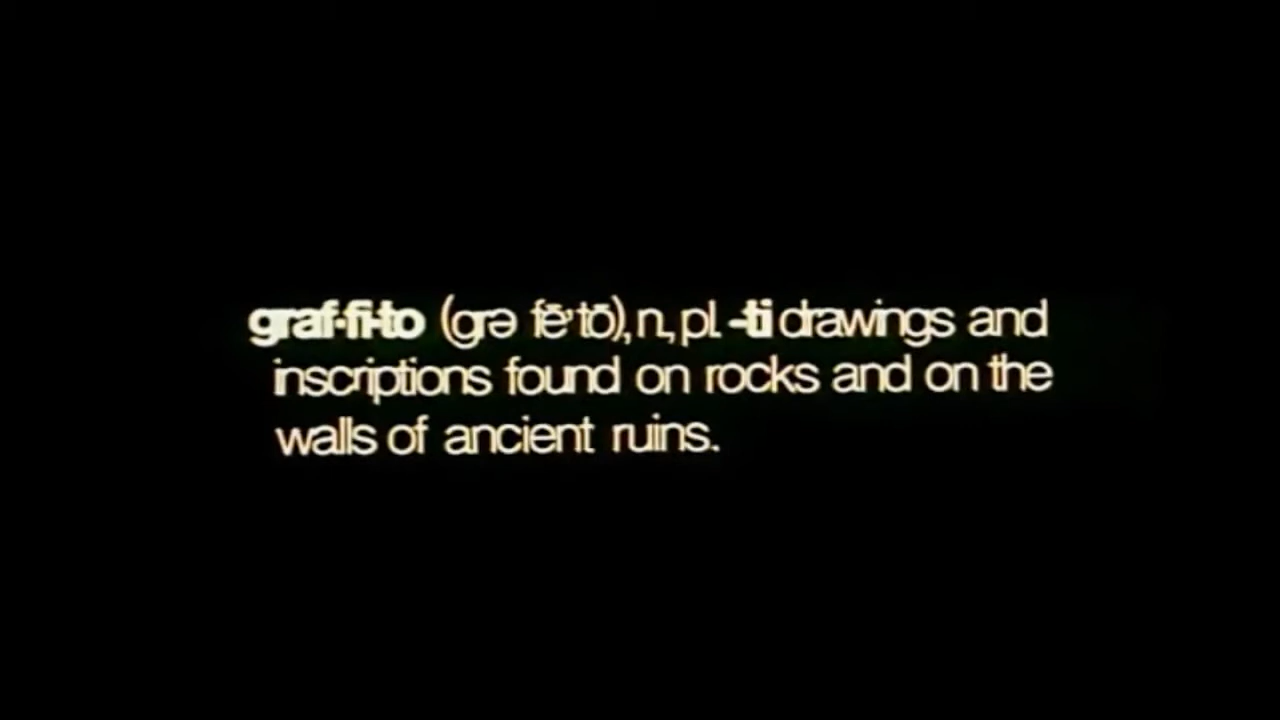 graf·fi·to (grə fē′tō), n., pl. -ti drawings and
inscriptions found on rocks and on the
walls of ancient ruins.